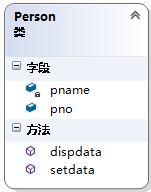 Person
类
字段
pname
pno
方法
dispdata
setdata